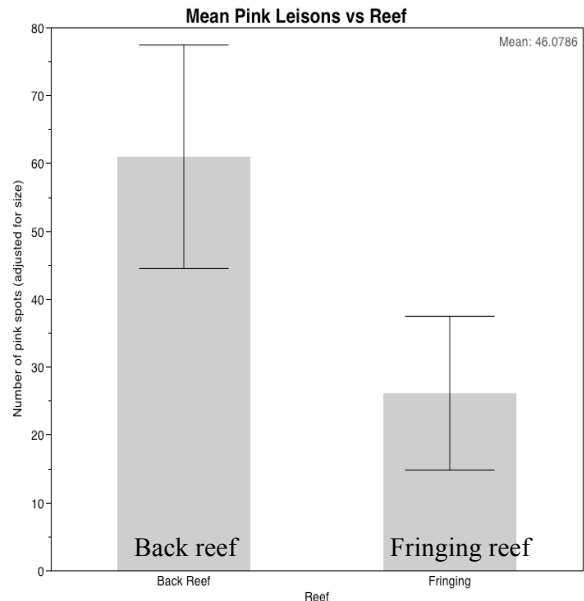 Mean Pink Leisons vs Reef
Mean: 46.0786
Number of pink spots (adjusted for size)
80
70
60
50
40
30
20
10
0
Back reef
Fringing reef
Back Reef
Fringing
Reef